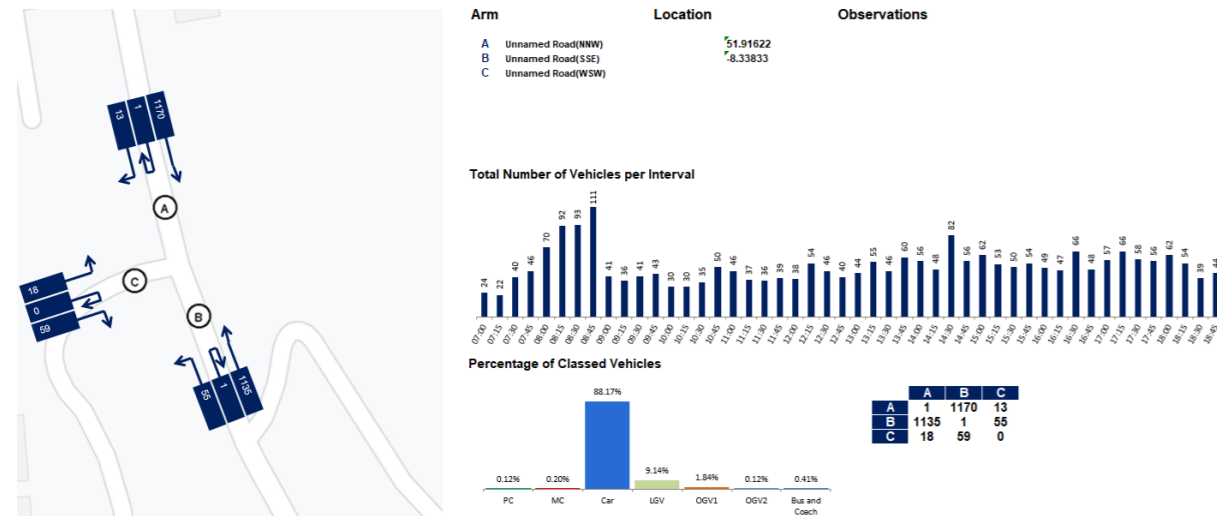 Arm Location Observations
A Unnamed Road(NNW) 51.91622
B Unnamed Road(SSE) -8.33833
C Unnamed Road(WSW)
13 1 1170
A
C
B
18
0
59
55 1 1135
Total Number of Vehicles per Interval
24 22 40 46 70 92 93 111 41 36 41 43 30 30 35 50 46 37 36 39 38 54 46 40 44 55 46 60 56 48 82 56 62 53 50 54 49 47 66 48 57 66 58 56 62 54 39 44
07:00 07:15 07:30 07:45 08:00 08:15 08:30 08:45 09:00 09:15 09:30 09:45 10:00 10:15 10:30 10:45 11:00 11:15 11:30 11:45 12:00 12:15 12:30 12:45 13:00 13:15 13:30 13:45 14:00 14:15 14:30 14:45 15:00 15:15 15:30 15:45 16:00 16:15 16:30 16:45 17:00 17:15 17:30 17:45 18:00 18:15 18:30 18:45
Percentage of Classed Vehicles
0.12% 0.20% 88.17% 9.14% 1.84% 0.12% 0.41%
PC MC Car LGV OGV1 OGV2 Bus and
Coach
A B C
A 1 1170 13
B 1135 1 55
C 18 59 0